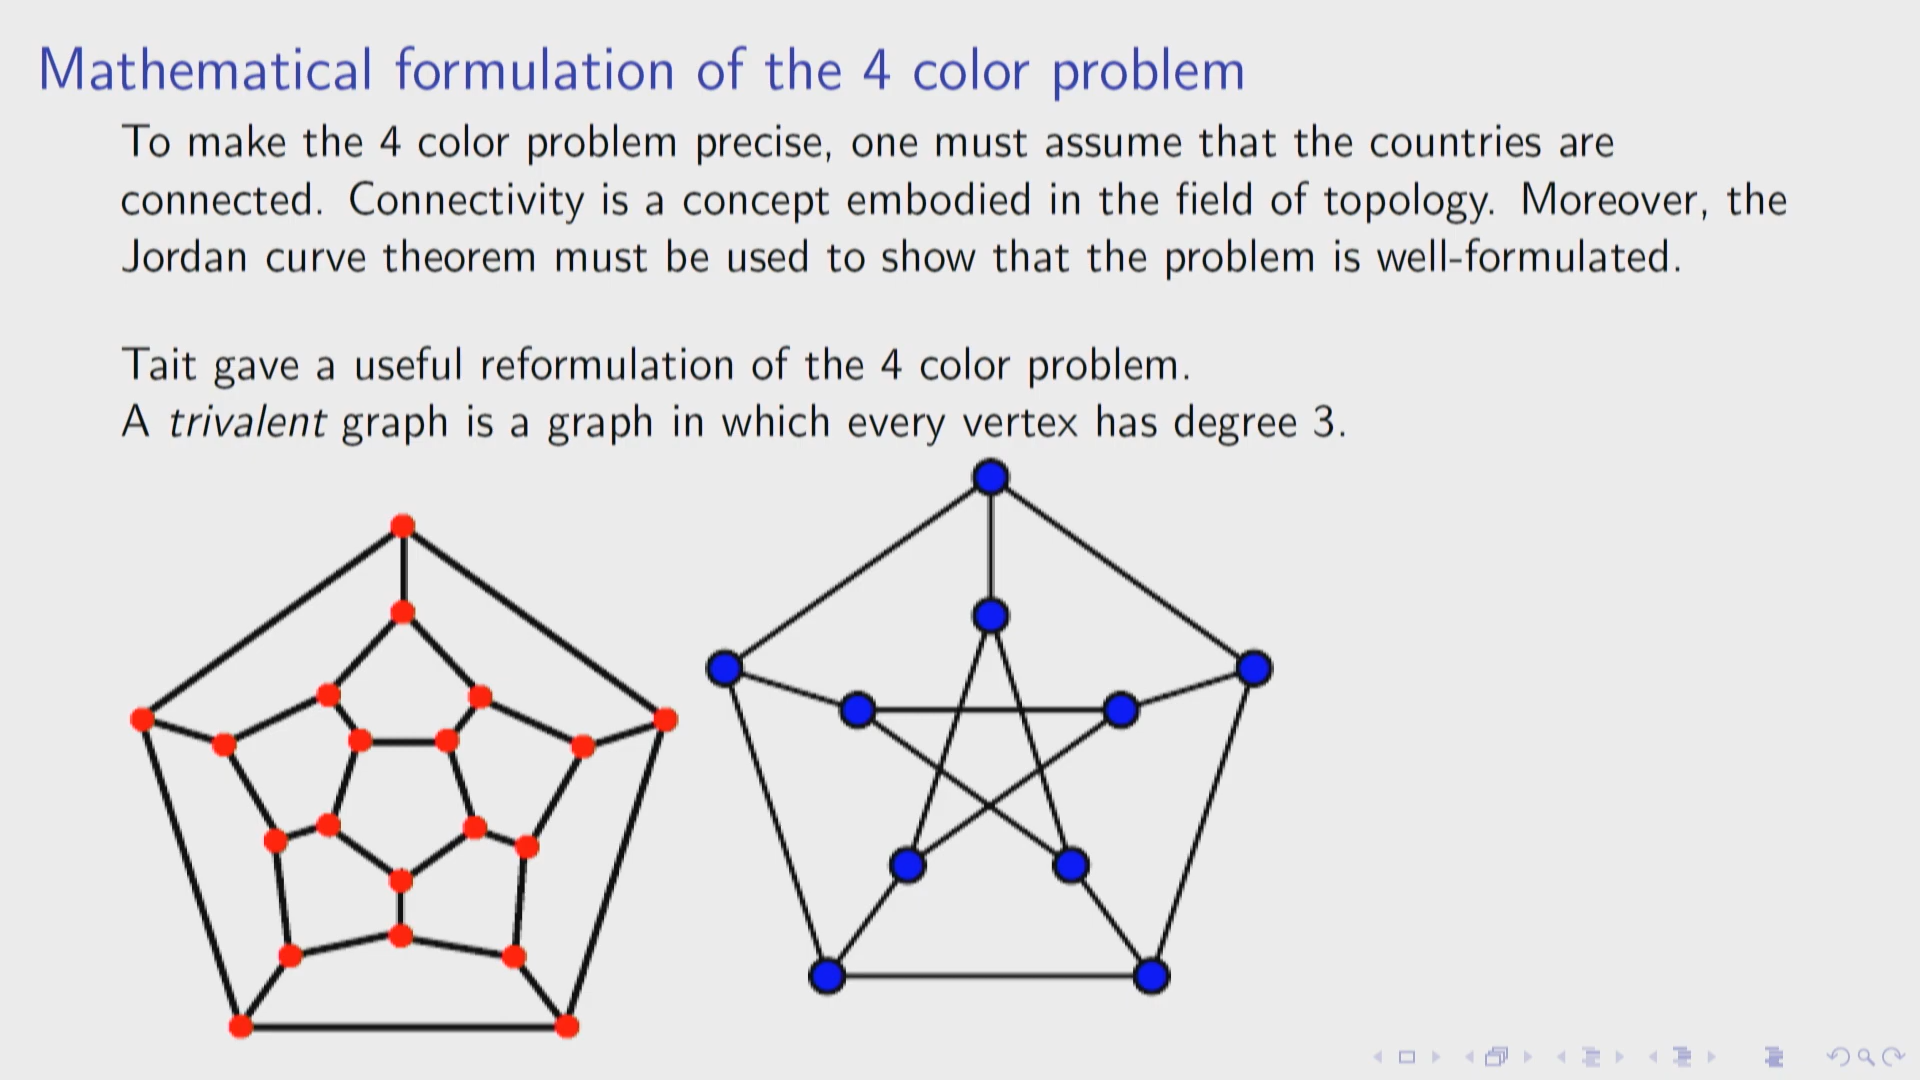 Mathematical formulation of the 4 color problem
To make the 4 color problem precise, one must assume that the countries are
connected. Connectivity is a concept embodied in the field of topology. Moreover, the
Jordan curve theorem must be used to show that the problem is well-formulated.
Tait gave a useful reformulation of the 4 color problem.
A trivalent graph is a graph in which every vertex has degree 3.